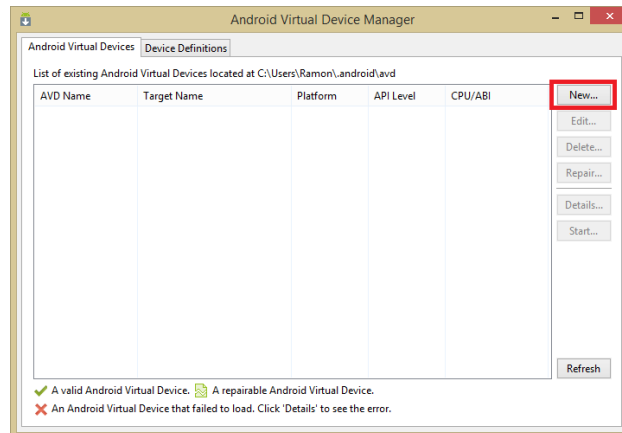 Android Virtual Device Manager
Android Virtual Devices Device Definitions
List of existing Android Virtual Devices located at C:\Users\Ramon\.android\avd
AVD Name Target Name Platform API Level CPU/ABI
New...
Edit...
Delete...
Repair...
Details...
Start...
Refresh
A valid Android Virtual Device. A repairable Android Virtual Device.
An Android Virtual Device that failed to load. Click 'Details' to see the error.